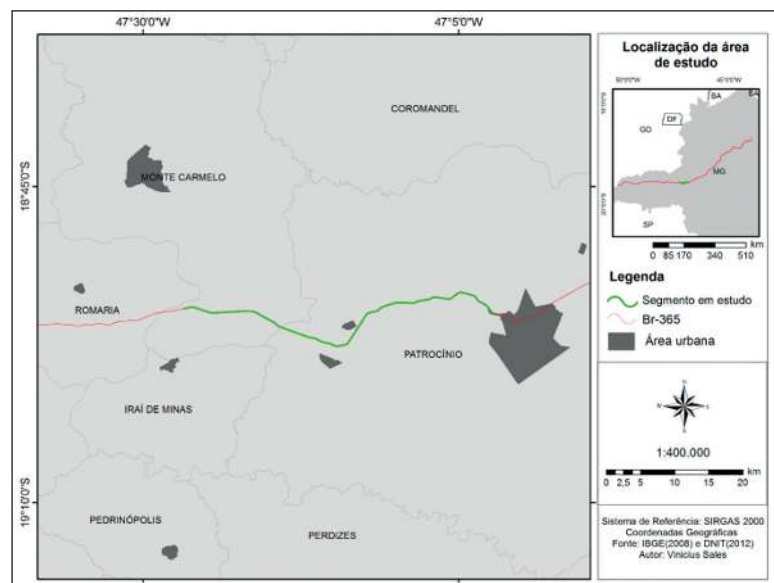 47°30'0"W
47°5'0"W
18°45'0"S
19°10'0"S
COROMANDEL
MONTE CARMELO
ROMARIA
PATROCÍNIO
IRAÍ DE MINAS
PEDRINÓPOLIS
PERDIZES
Localização da área
de estudo
BA
DF
GO
MG
SP
0 85 170 340 510
km
Legenda
Segmento em estudo
Br-365
Área urbana
N
S
1:400.000
km
0 2,5 5 10 15 20
Sistema de Referência: SIRGAS 2000
Coordenadas Geográficas
Fonte: IBGE(2008) e DNIT(2012)
Autor: Vinicius Sales